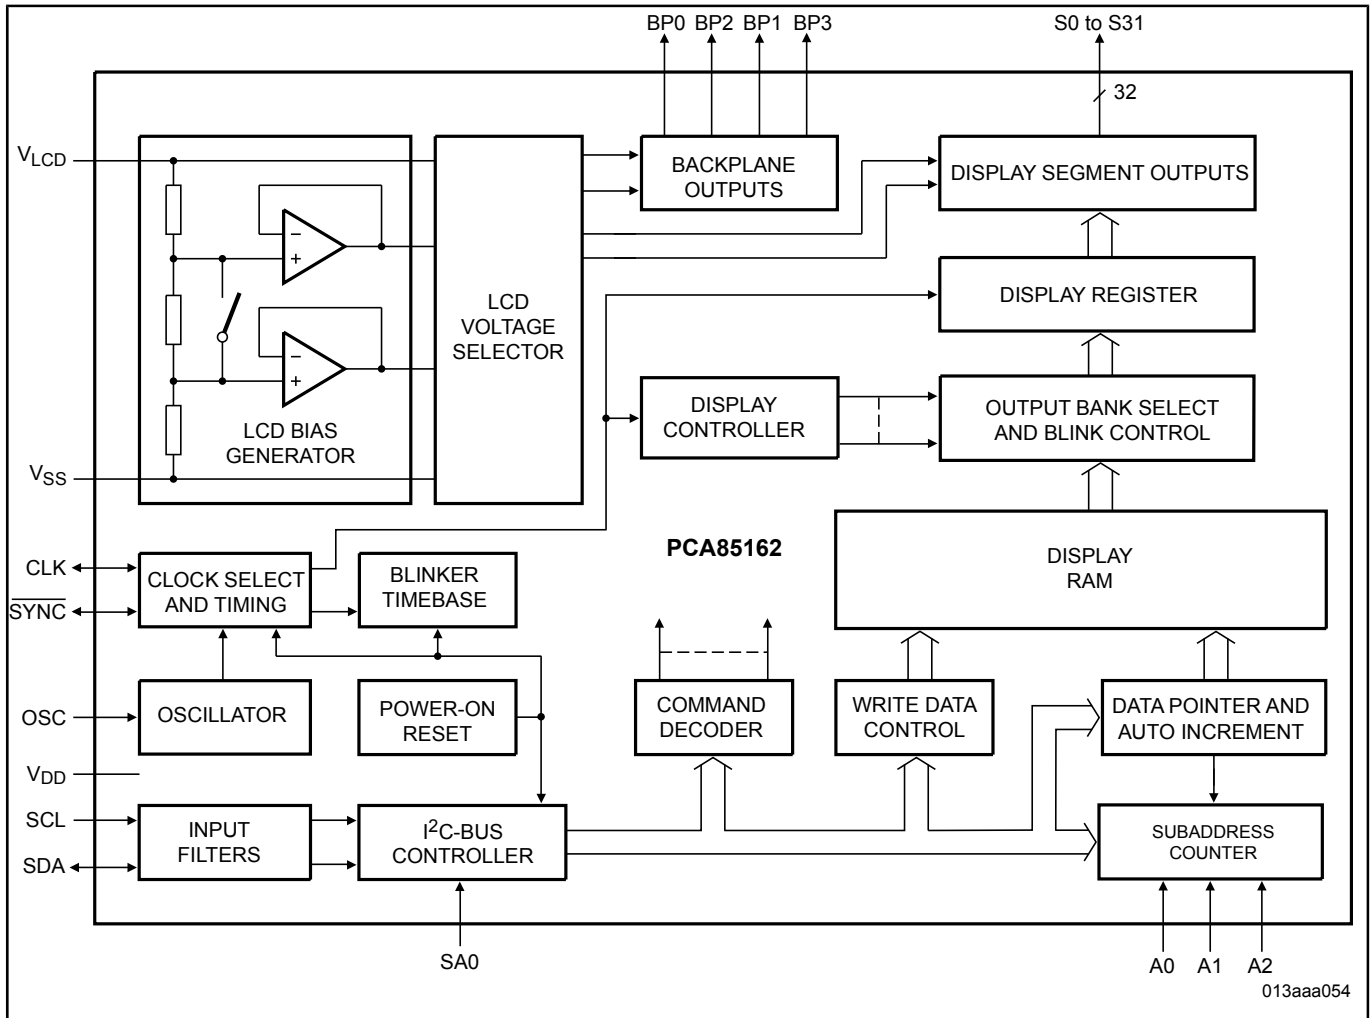 BP0 BP2 BP1 BP3
S0 to S31
32
VLCD
BACKPLANE
OUTPUTS
DISPLAY SEGMENT OUTPUTS
−
+
LCD
VOLTAGE
SELECTOR
DISPLAY REGISTER
−
+
LCD BIAS
GENERATOR
DISPLAY
CONTROLLER
OUTPUT BANK SELECT
AND BLINK CONTROL
VSS
PCA85162
DISPLAY
RAM
CLK
SYNC
CLOCK SELECT
AND TIMING
BLINKER
TIMEBASE
OSC
OSCILLATOR
POWER-ON
RESET
COMMAND
DECODER
WRITE DATA
CONTROL
DATA POINTER AND
AUTO INCREMENT
VDD
SCL
SDA
INPUT
FILTERS
I2C-BUS
CONTROLLER
SUBADDRESS
COUNTER
SA0
A0 A1 A2
013aaa054